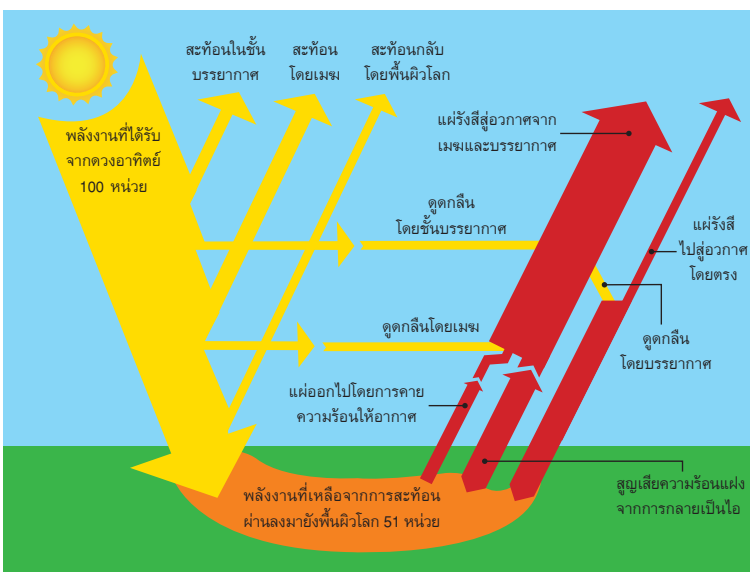 สะท้อนในชั้น
บรรยากาศ
สะท้อน
โดยเมฆ
สะท้อนกลับ
โดยพื้นผิวโลก
พลังงานที่ได้รับ
จากดวงอาทิตย์
100 หน่วย
แผ่รังสีสู่อวกาศจาก
เมฆและบรรยากาศ
ดูดกลืน
โดยชั้นบรรยากาศ
แผ่รังสี
ไปสู่อวกาศ
โดยตรง
ดูดกลืนโดยเมฆ
ดูดกลืน
โดยบรรยากาศ
แผ่ออกไปโดยการคาย
ความร้อนให้อากาศ
พลังงานที่เหลือจากการสะท้อน
ผ่านลงมายังพื้นผิวโลก 51 หน่วย
สูญเสียความร้อนแฝง
จากการกลายเป็นไอ